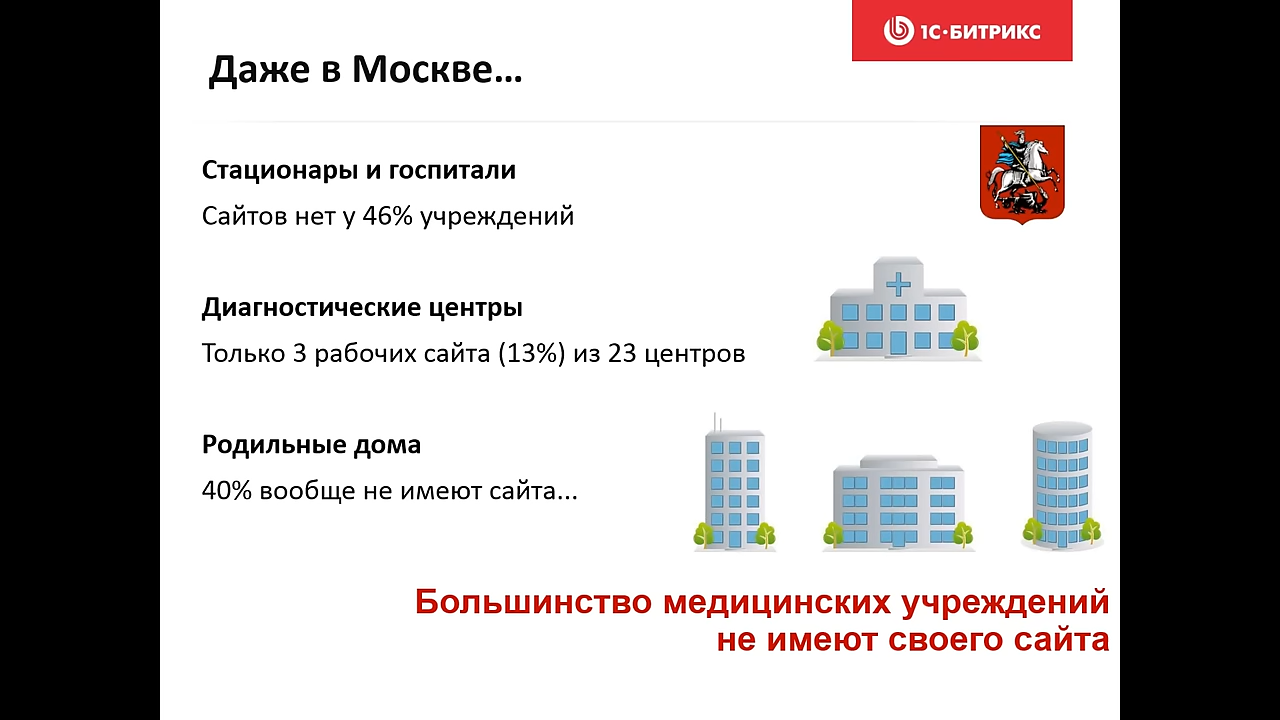 1С·БИТРИКС
Даже в Москве...
Стационары и госпитали
Сайтов нет у 46% учреждений
Диагностические центры
Только 3 рабочих сайта (13%) из 23 центров
Родильные дома
40% вообще не имеют сайта...
Большинство медицинских учреждений
не имеют своего сайта